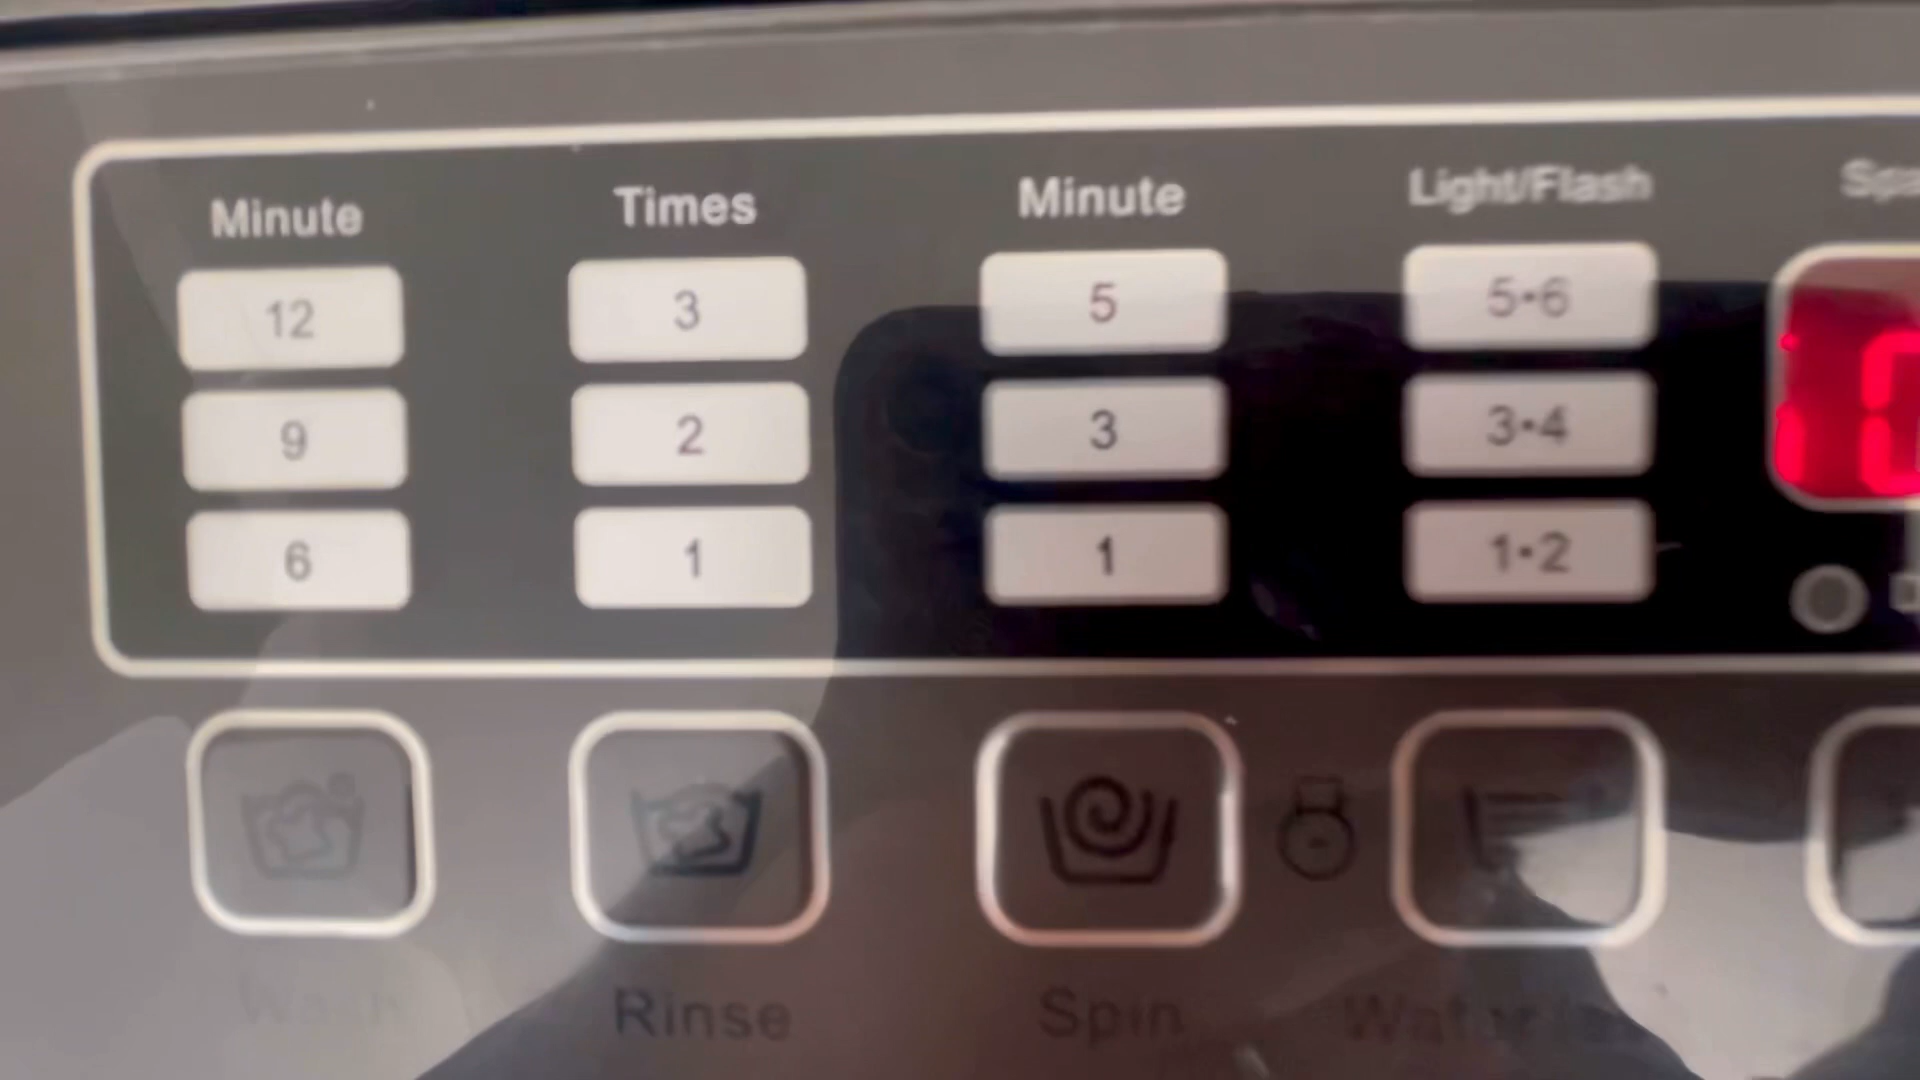 Minute Times Minute Light/Flash
12 3 5 5•6
9 2 3 3•4
6 1 1 1•2
Wash Rinse Spin